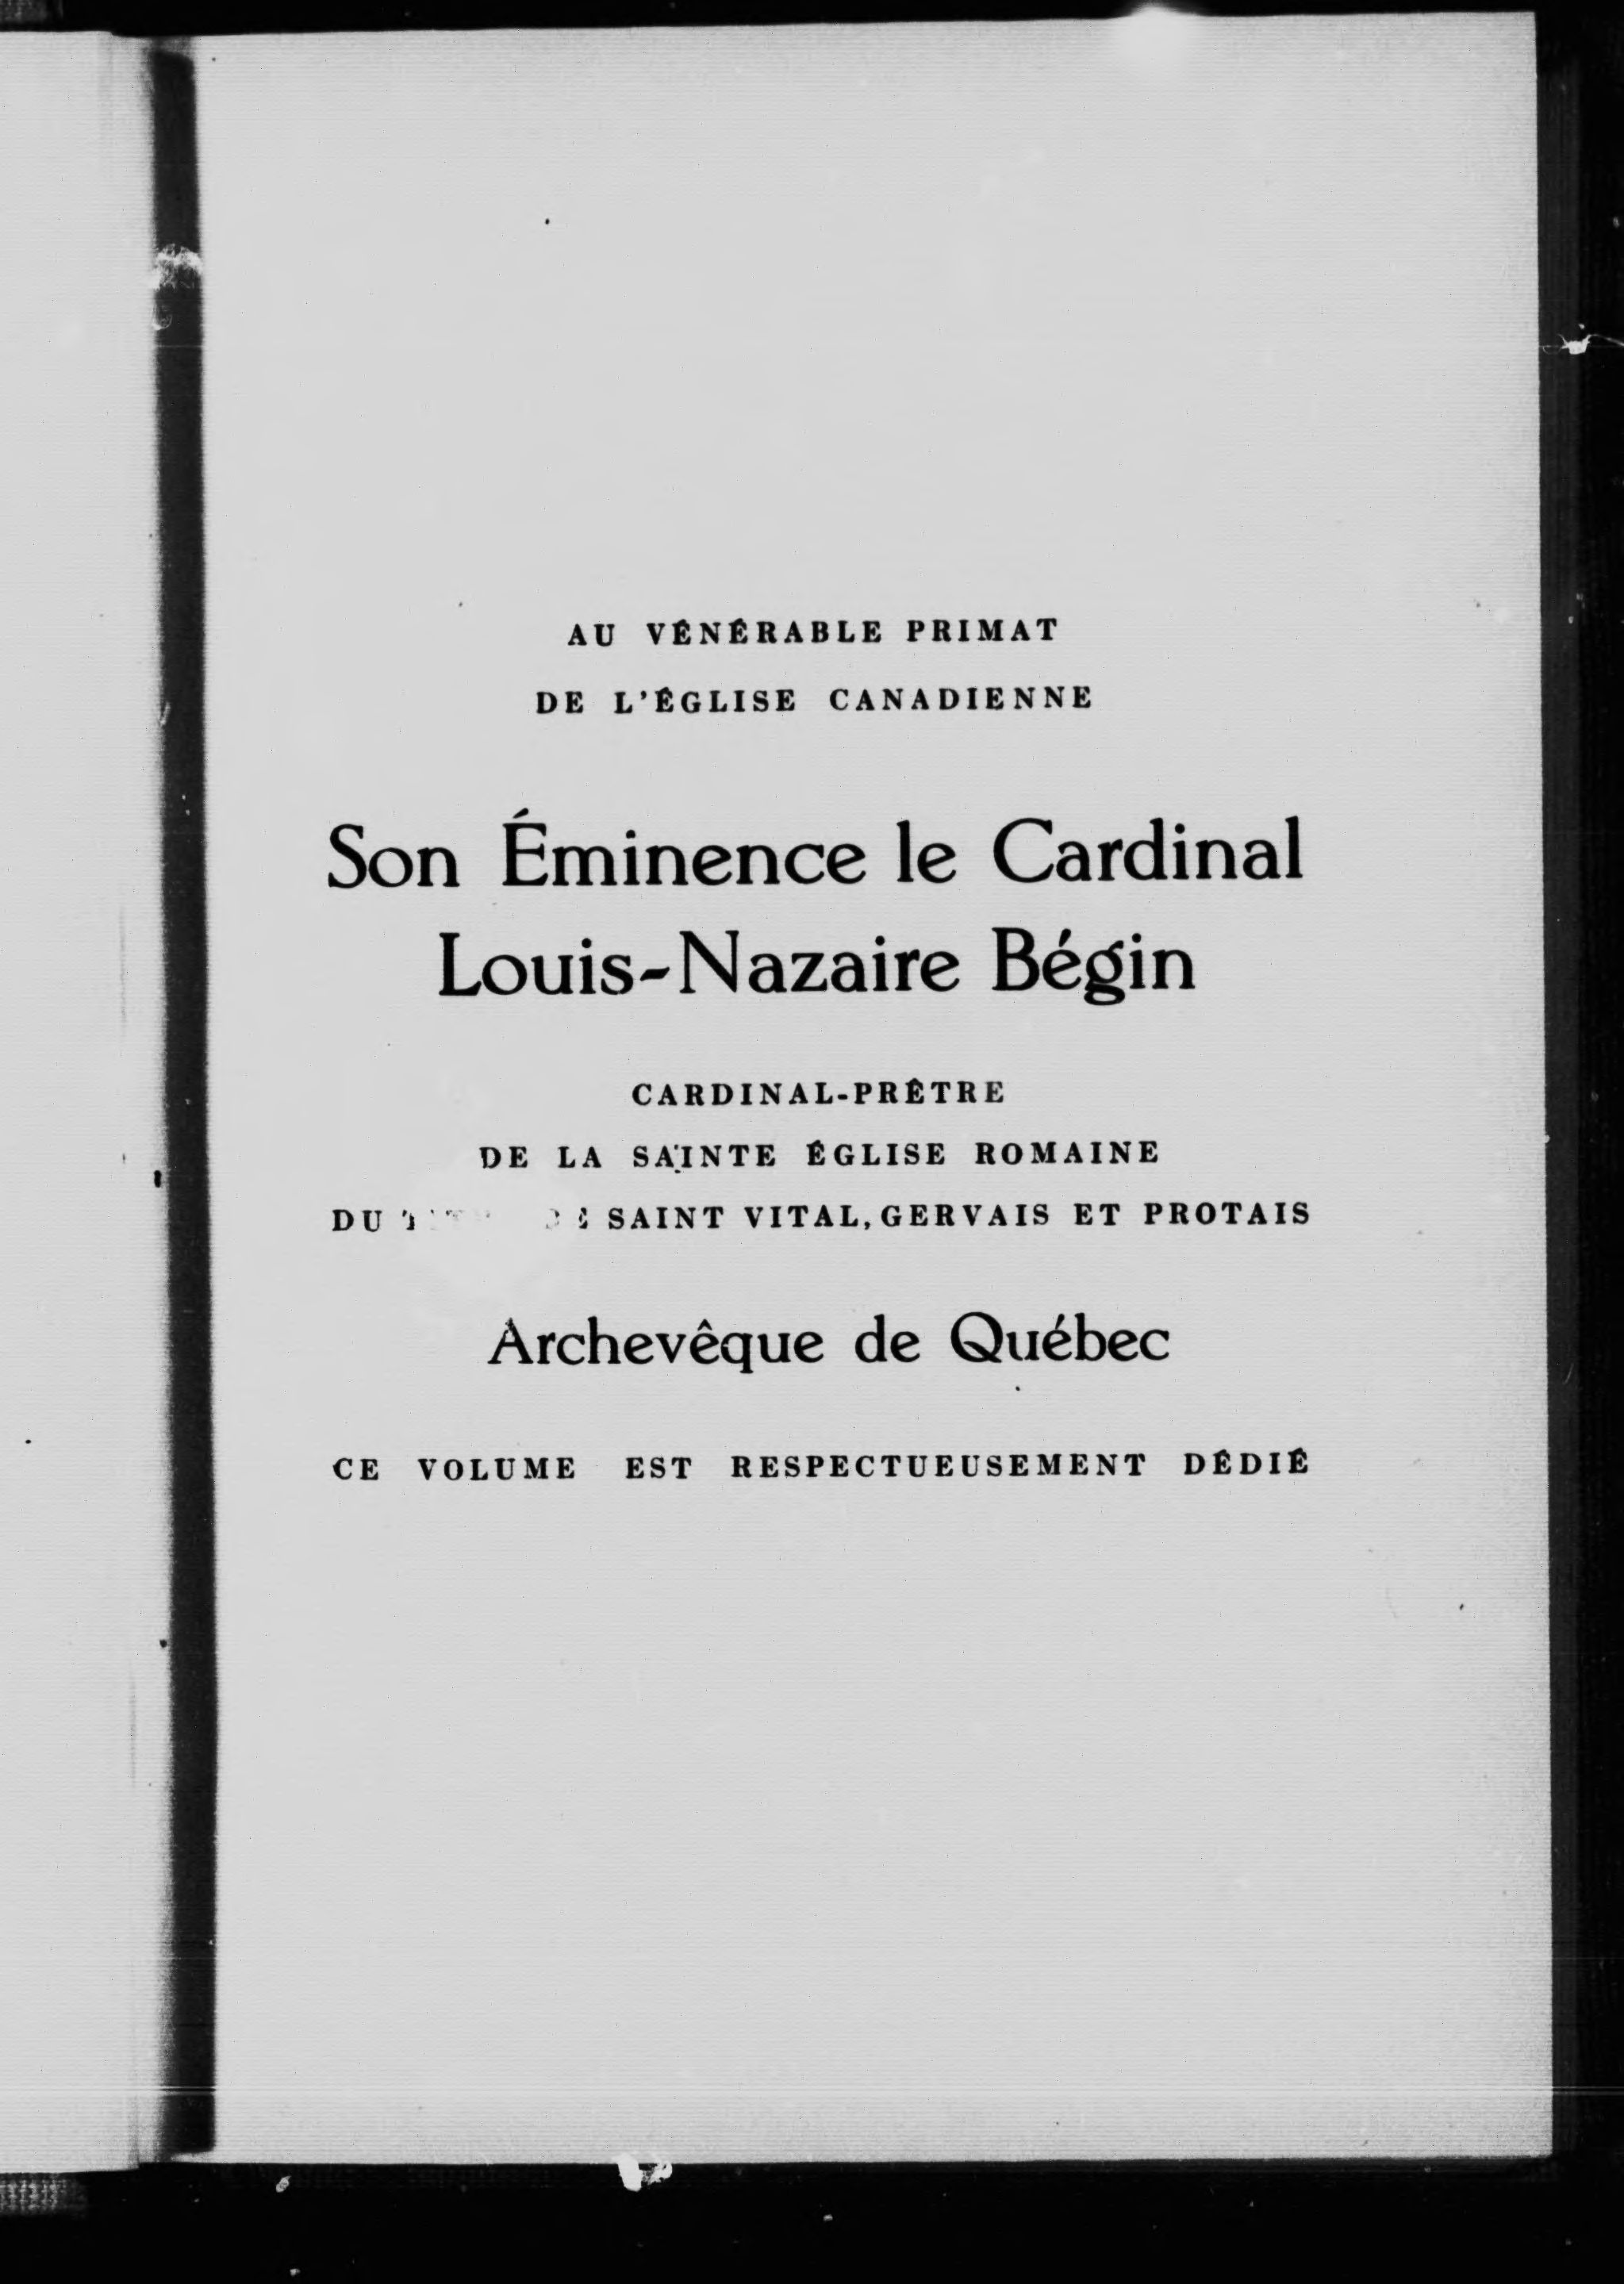 AU VÉNÉRABLE PRIMAT
DE L'ÉGLISE CANADIENNE
Son Éminence le Cardinal
Louis-Nazaire Bégin
CARDINAL-PRÊTRE
DE LA SAINTE ÉGLISE ROMAINE
DU DE SAINT VITAL, GERVAIS ET PROTAIS
Archevêque de Québec
CE VOLUME EST RESPECTUEUSEMENT DÉDIÉ